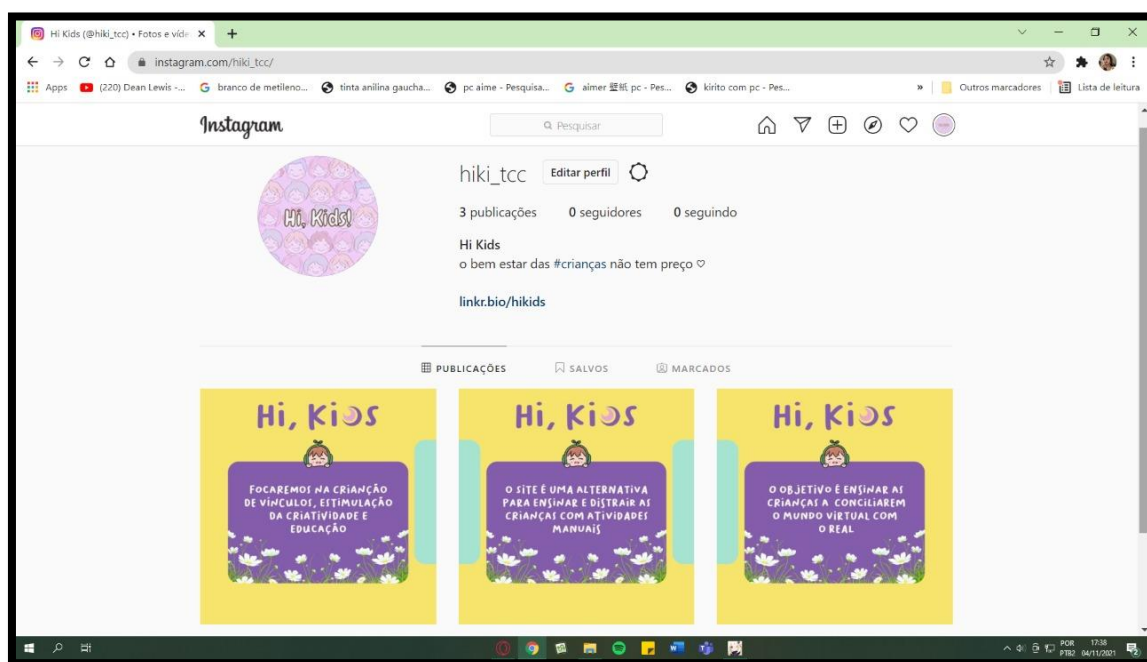 Hi Kids (@hiki_tcc) • Fotos e víde
instagram.com/hiki_tcc/
Apps (220) Dean Lewis -... branco de metileno... tinta anilina gaucha... pc aime - Pesquisa... aimer 壁紙 pc - Pes... kirito com pc - Pes... » Outros marcadores Lista de leitura
Instagram
Pesquisar
Hi, Kids!
hiki_tcc Editar perfil
3 publicações 0 seguidores 0 seguindo
Hi Kids
o bem estar das #crianças não tem preço ♡
linkr.bio/hikids
PUBLICAÇÕES SALVOS MARCADOS
Hi, Kids
FOCAREMOS NA CRIANÇÃO
DE VÍNCULOS, ESTIMULAÇÃO
DA CRIATIVIDADE E
EDUCAÇÃO
Hi, Kids
O SITE É UMA ALTERNATIVA
PARA ENSINAR E DISTRAIR AS
CRIANÇAS COM ATIVIDADES
MANUAIS
Hi, Kids
O OBJETIVO É ENSINAR AS
CRIANÇAS A CONCILIAREM
O MUNDO VIRTUAL COM
O REAL
POR 17:38
PTB2 04/11/2021